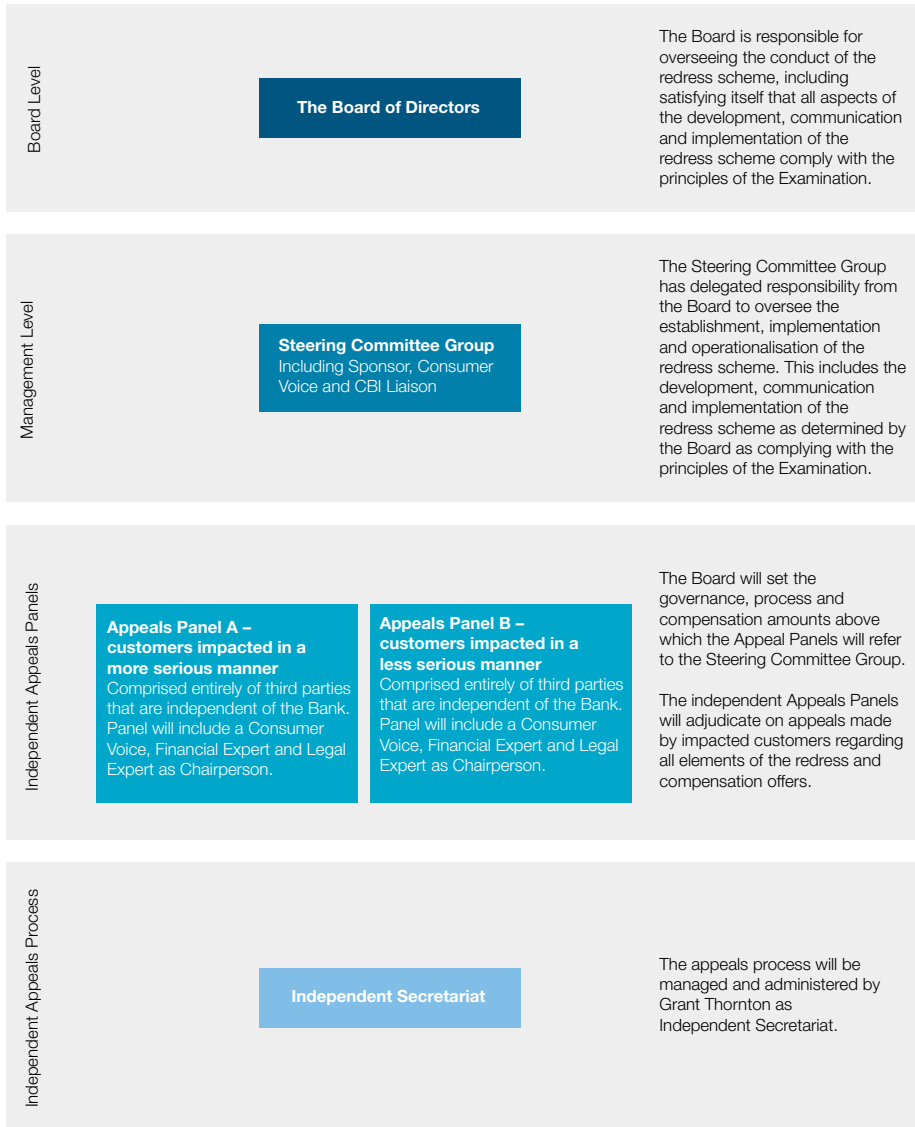 Board Level
The Board of Directors
The Board is responsible for
overseeing the conduct of the
redress scheme, including
satisfying itself that all aspects of
the development, communication
and implementation of the
redress scheme comply with the
principles of the Examination.
Management Level
Steering Committee Group
Including Sponsor, Consumer
Voice and CBI Liaison
The Steering Committee Group
has delegated responsibility from
the Board to oversee the
establishment, implementation
and operationalisation of the
redress scheme. This includes the
development, communication
and implementation of the
redress scheme as determined by
the Board as complying with the
principles of the Examination.
Independent Appeals Panels
Appeals Panel A –
customers impacted in a
more serious manner
Comprised entirely of third parties
that are independent of the Bank.
Panel will include a Consumer
Voice, Financial Expert and Legal
Expert as Chairperson.
Appeals Panel B –
customers impacted in a
less serious manner
Comprised entirely of third parties
that are independent of the Bank.
Panel will include a Consumer
Voice, Financial Expert and Legal
Expert as Chairperson.
The Board will set the
governance, process and
compensation amounts above
which the Appeal Panels will refer
to the Steering Committee Group.
The independent Appeals Panels
will adjudicate on appeals made
by impacted customers regarding
all elements of the redress and
compensation offers.
Independent Appeals Process
Independent Secretariat
The appeals process will be
managed and administered by
Grant Thornton as
Independent Secretariat.